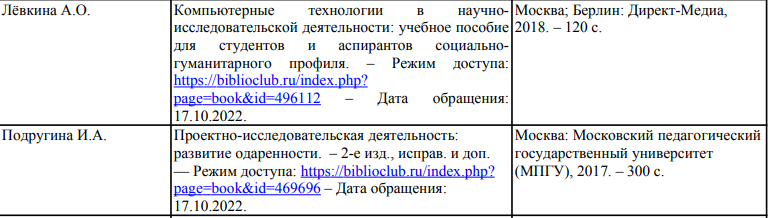 Лёвкина А.О.
Компьютерные технологии в научно-
исследовательской деятельности: учебное пособие
для студентов и аспирантов социально-
гуманитарного профиля. – Режим доступа:
https://biblioclub.ru/index.php?
page=book&id=496112 – Дата обращения:
17.10.2022.
Москва; Берлин: Директ-Медиа,
2018. – 120 с.
Подругина И.А.
Проектно-исследовательская деятельность:
развитие одаренности. – 2-е изд., исправ. и доп.
— Режим доступа: https://biblioclub.ru/index.php?
page=book&id=469696 – Дата обращения:
17.10.2022.
Москва: Московский педагогический
государственный университет
(МПГУ), 2017. – 300 с.